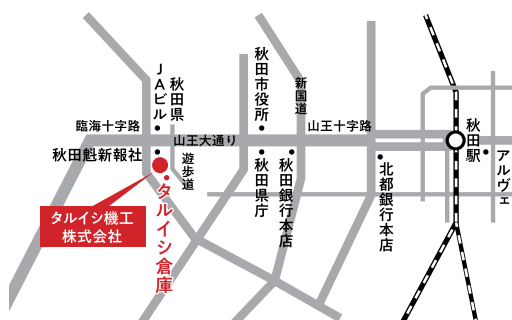 JAビル
秋田県
臨海十字路
秋田魁新報社
山王大通り
遊歩道
タルイシ倉庫
タルイシ機工
株式会社
秋田市役所
新国道
山王十字路
秋田県庁
秋田銀行本店
北都銀行本店
秋田駅
アルヴェ